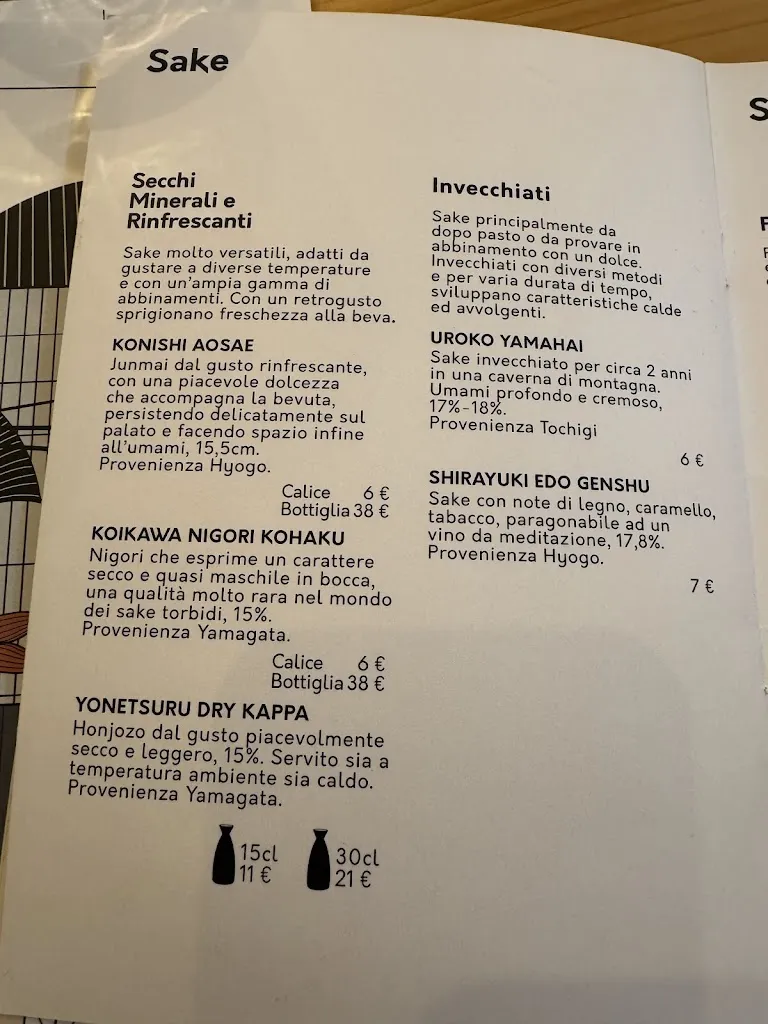 Sake
Secchi
Minerali e
Rinfrescanti
Sake molto versatili, adatti da
gustare a diverse temperature
e con un'ampia gamma di
abbinamenti. Con un retrogusto
sprigionano freschezza alla beva.
KONISHI AOSAE
Junmai dal gusto rinfrescante,
con una piacevole dolcezza
che accompagna la bevuta,
persistendo delicatamente sul
palato e facendo spazio infine
all'umami, 15,5cm.
Provenienza Hyogo.
Calice 6 €
Bottiglia 38 €
KOIKAWA NIGORI KOHAKU
Nigori che esprime un carattere
secco e quasi maschile in bocca,
una qualità molto rara nel mondo
dei sake torbidi, 15%.
Provenienza Yamagata.
Calice 6 €
Bottiglia 38 €
YONETSURU DRY KAPPA
Honjozo dal gusto piacevolmente
secco e leggero, 15%. Servito sia a
temperatura ambiente sia caldo.
Provenienza Yamagata.
15cl 30cl
11 € 21 €
Invecchiati
Sake principalmente da
dopo pasto o da provare in
abbinamento con un dolce.
Invecchiati con diversi metodi
e per varia durata di tempo,
sviluppano caratteristiche calde
ed avvolgenti.
UROKO YAMAHAI
Sake invecchiato per circa 2 anni
in una caverna di montagna.
Umami profondo e cremoso,
17%-18%.
Provenienza Tochigi
6 €
SHIRAYUKI EDO GENSHU
Sake con note di legno, caramello,
tabacco, paragonabile ad un
vino da meditazione, 17,8%.
Provenienza Hyogo.
7 €